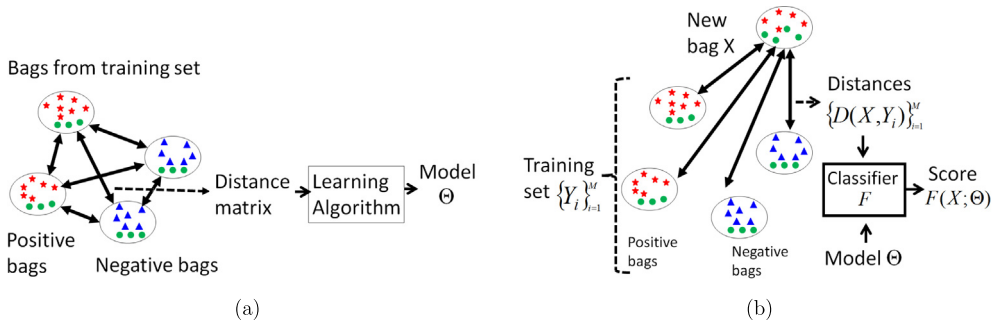 Bags from training set
Positive
bags
Negative bags
Distance
matrix
Learning
Algorithm
Model
Θ
(a)
New
bag X
Training
set {Y_i}_{i=1}^M
Positive
bags
Negative
bags
Distances
{D(X,Y_i)}_{i=1}^M
Classifier
F
Score
F(X;Θ)
Model Θ
(b)